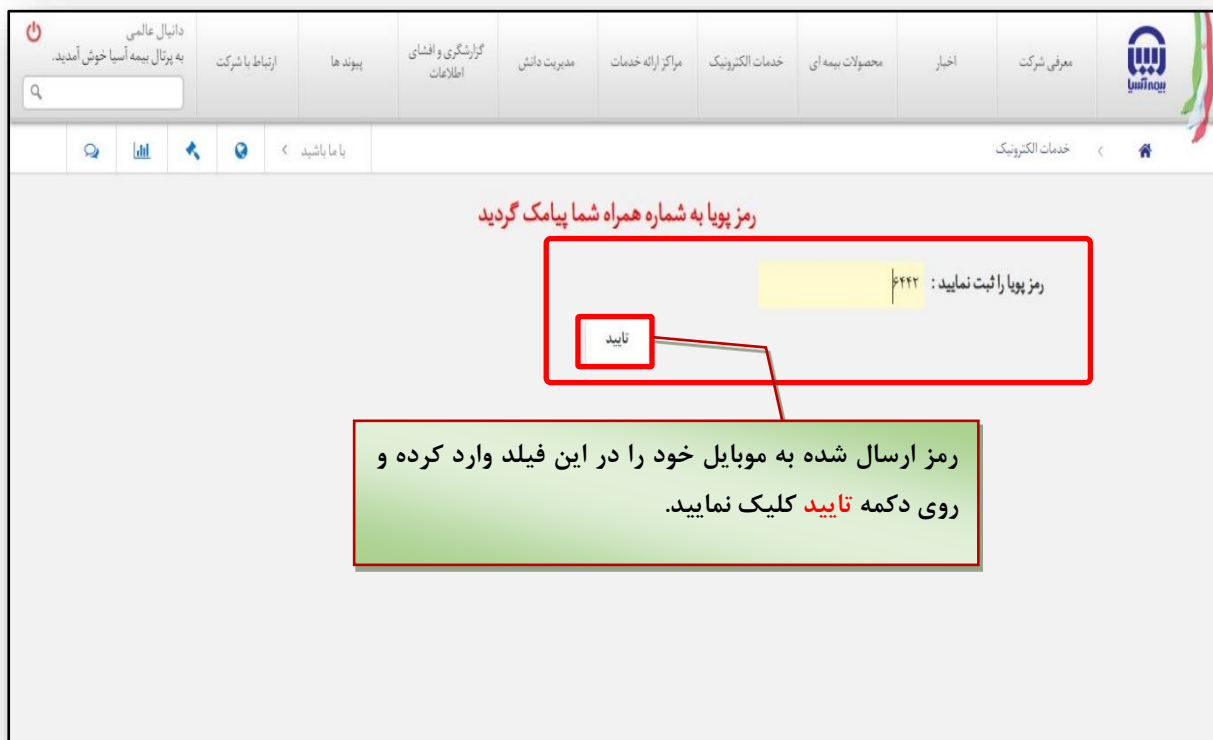 بیمه آسیا
معرفی شرکت
اخبار
محصولات بیمه ای
خدمات الکترونیک
مراکز ارائه خدمات
مدیریت دانش
گزارشگری و افشای
اطلاعات
پیوند ها
ارتباط با شرکت
دانیال عالمی
به پرتال بیمه آسیا خوش آمدید.
خدمات الکترونیک
با ما باشید
رمز پویا به شماره همراه شما پیامک گردید
رمز پویا را ثبت نمایید : ۶۴۴۲
تایید
رمز ارسال شده به موبایل خود را در این فیلد وارد کرده و
روی دکمه تایید کلیک نمایید.